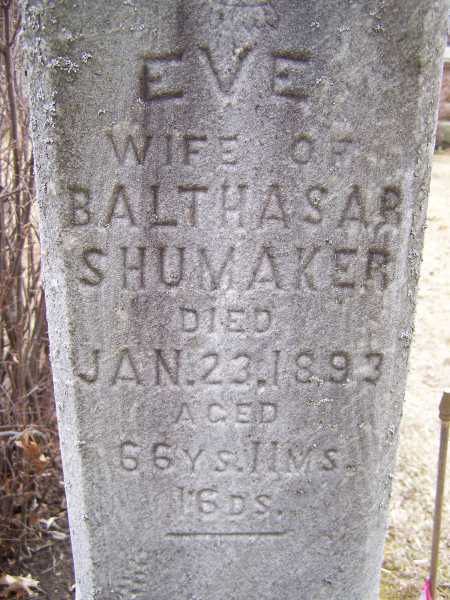 EVE
WIFE OF
BALTHASAR
SHUMAKER
DIED
JAN. 23, 1893
AGED
66YS. 11MS.
16DS.